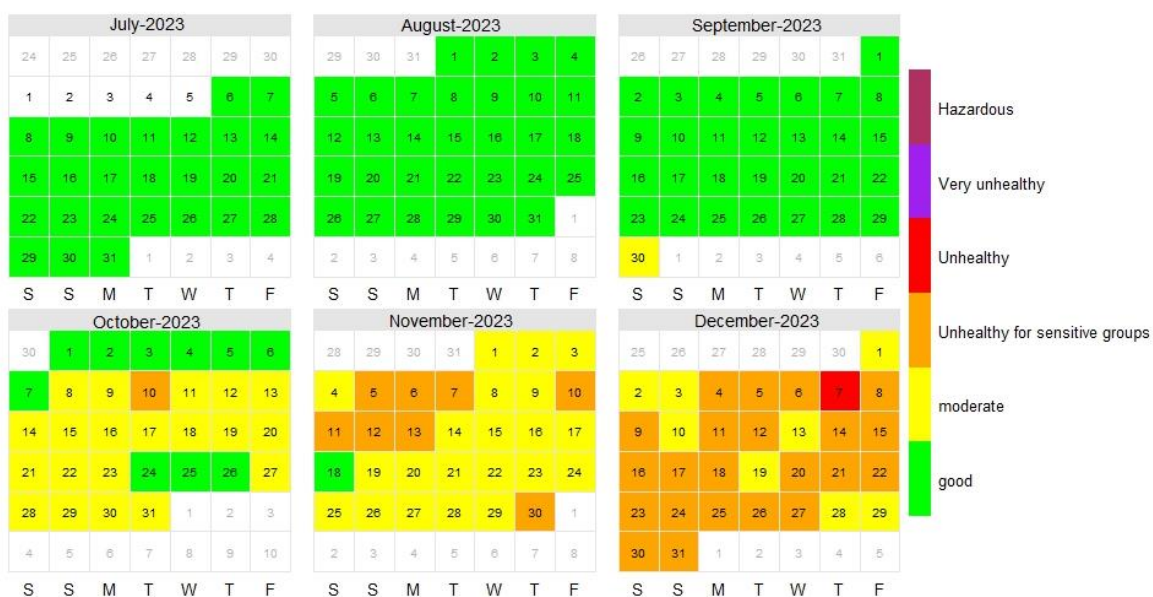 July-2023
24 25 26 27 28 29 30
1 2 3 4 5 6 7
8 9 10 11 12 13 14
15 16 17 18 19 20 21
22 23 24 25 26 27 28
29 30 31 1 2 3 4
S S M T W T F
August-2023
29 30 31 1 2 3 4
5 6 7 8 9 10 11
12 13 14 15 16 17 18
19 20 21 22 23 24 25
26 27 28 29 30 31 1
2 3 4 5 6 7 8
S S M T W T F
September-2023
26 27 28 29 30 31 1
2 3 4 5 6 7 8
9 10 11 12 13 14 15
16 17 18 19 20 21 22
23 24 25 26 27 28 29
30 1 2 3 4 5 6
S S M T W T F
October-2023
30 1 2 3 4 5 6
7 8 9 10 11 12 13
14 15 16 17 18 19 20
21 22 23 24 25 26 27
28 29 30 31 1 2 3
4 5 6 7 8 9 10
S S M T W T F
November-2023
28 29 30 31 1 2 3
4 5 6 7 8 9 10
11 12 13 14 15 16 17
18 19 20 21 22 23 24
25 26 27 28 29 30 1
2 3 4 5 6 7 8
S S M T W T F
December-2023
25 26 27 28 29 30 1
2 3 4 5 6 7 8
9 10 11 12 13 14 15
16 17 18 19 20 21 22
23 24 25 26 27 28 29
30 31 1 2 3 4 5
S S M T W T F
Hazardous
Very unhealthy
Unhealthy
Unhealthy for sensitive groups
moderate
good